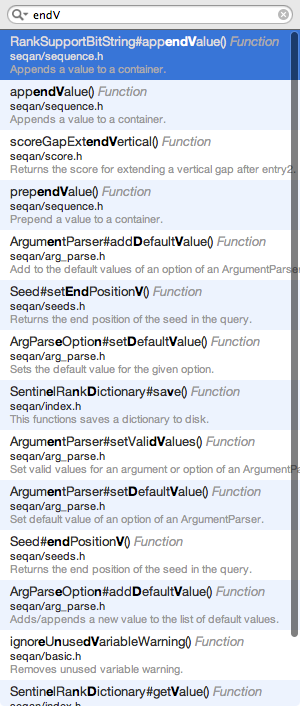 endV
RankSupportBitString#appendValue() Function
seqan/sequence.h
Appends a value to a container.
appendValue() Function
seqan/sequence.h
Appends a value to a container.
scoreGapExtendVertical() Function
seqan/score.h
Returns the score for extending a vertical gap after entry2.
prependValue() Function
seqan/sequence.h
Prepend a value to a container.
ArgumentParser#addDefaultValue() Function
seqan/arg_parse.h
Add to the default values of an option of an ArgumentParser
Seed#setEndPositionV() Function
seqan/seeds.h
Returns the end position of the seed in the query.
ArgParseOption#setDefaultValue() Function
seqan/arg_parse.h
Sets the default value for the given option.
SentinelRankDictionary#save() Function
seqan/index.h
This functions saves a dictionary to disk.
ArgumentParser#setValidValues() Function
seqan/arg_parse.h
Set valid values for an argument or option of an ArgumentPa
ArgumentParser#setDefaultValue() Function
seqan/arg_parse.h
Set default value of an option of an ArgumentParser.
Seed#endPositionV() Function
seqan/seeds.h
Returns the end position of the seed in the query.
ArgParseOption#addDefaultValue() Function
seqan/arg_parse.h
Adds/appends a new value to the list of default values.
ignoreUnusedVariableWarning() Function
seqan/basic.h
Removes unused variable warning.
SentinelRankDictionary#getValue() Function
seqan/index.h